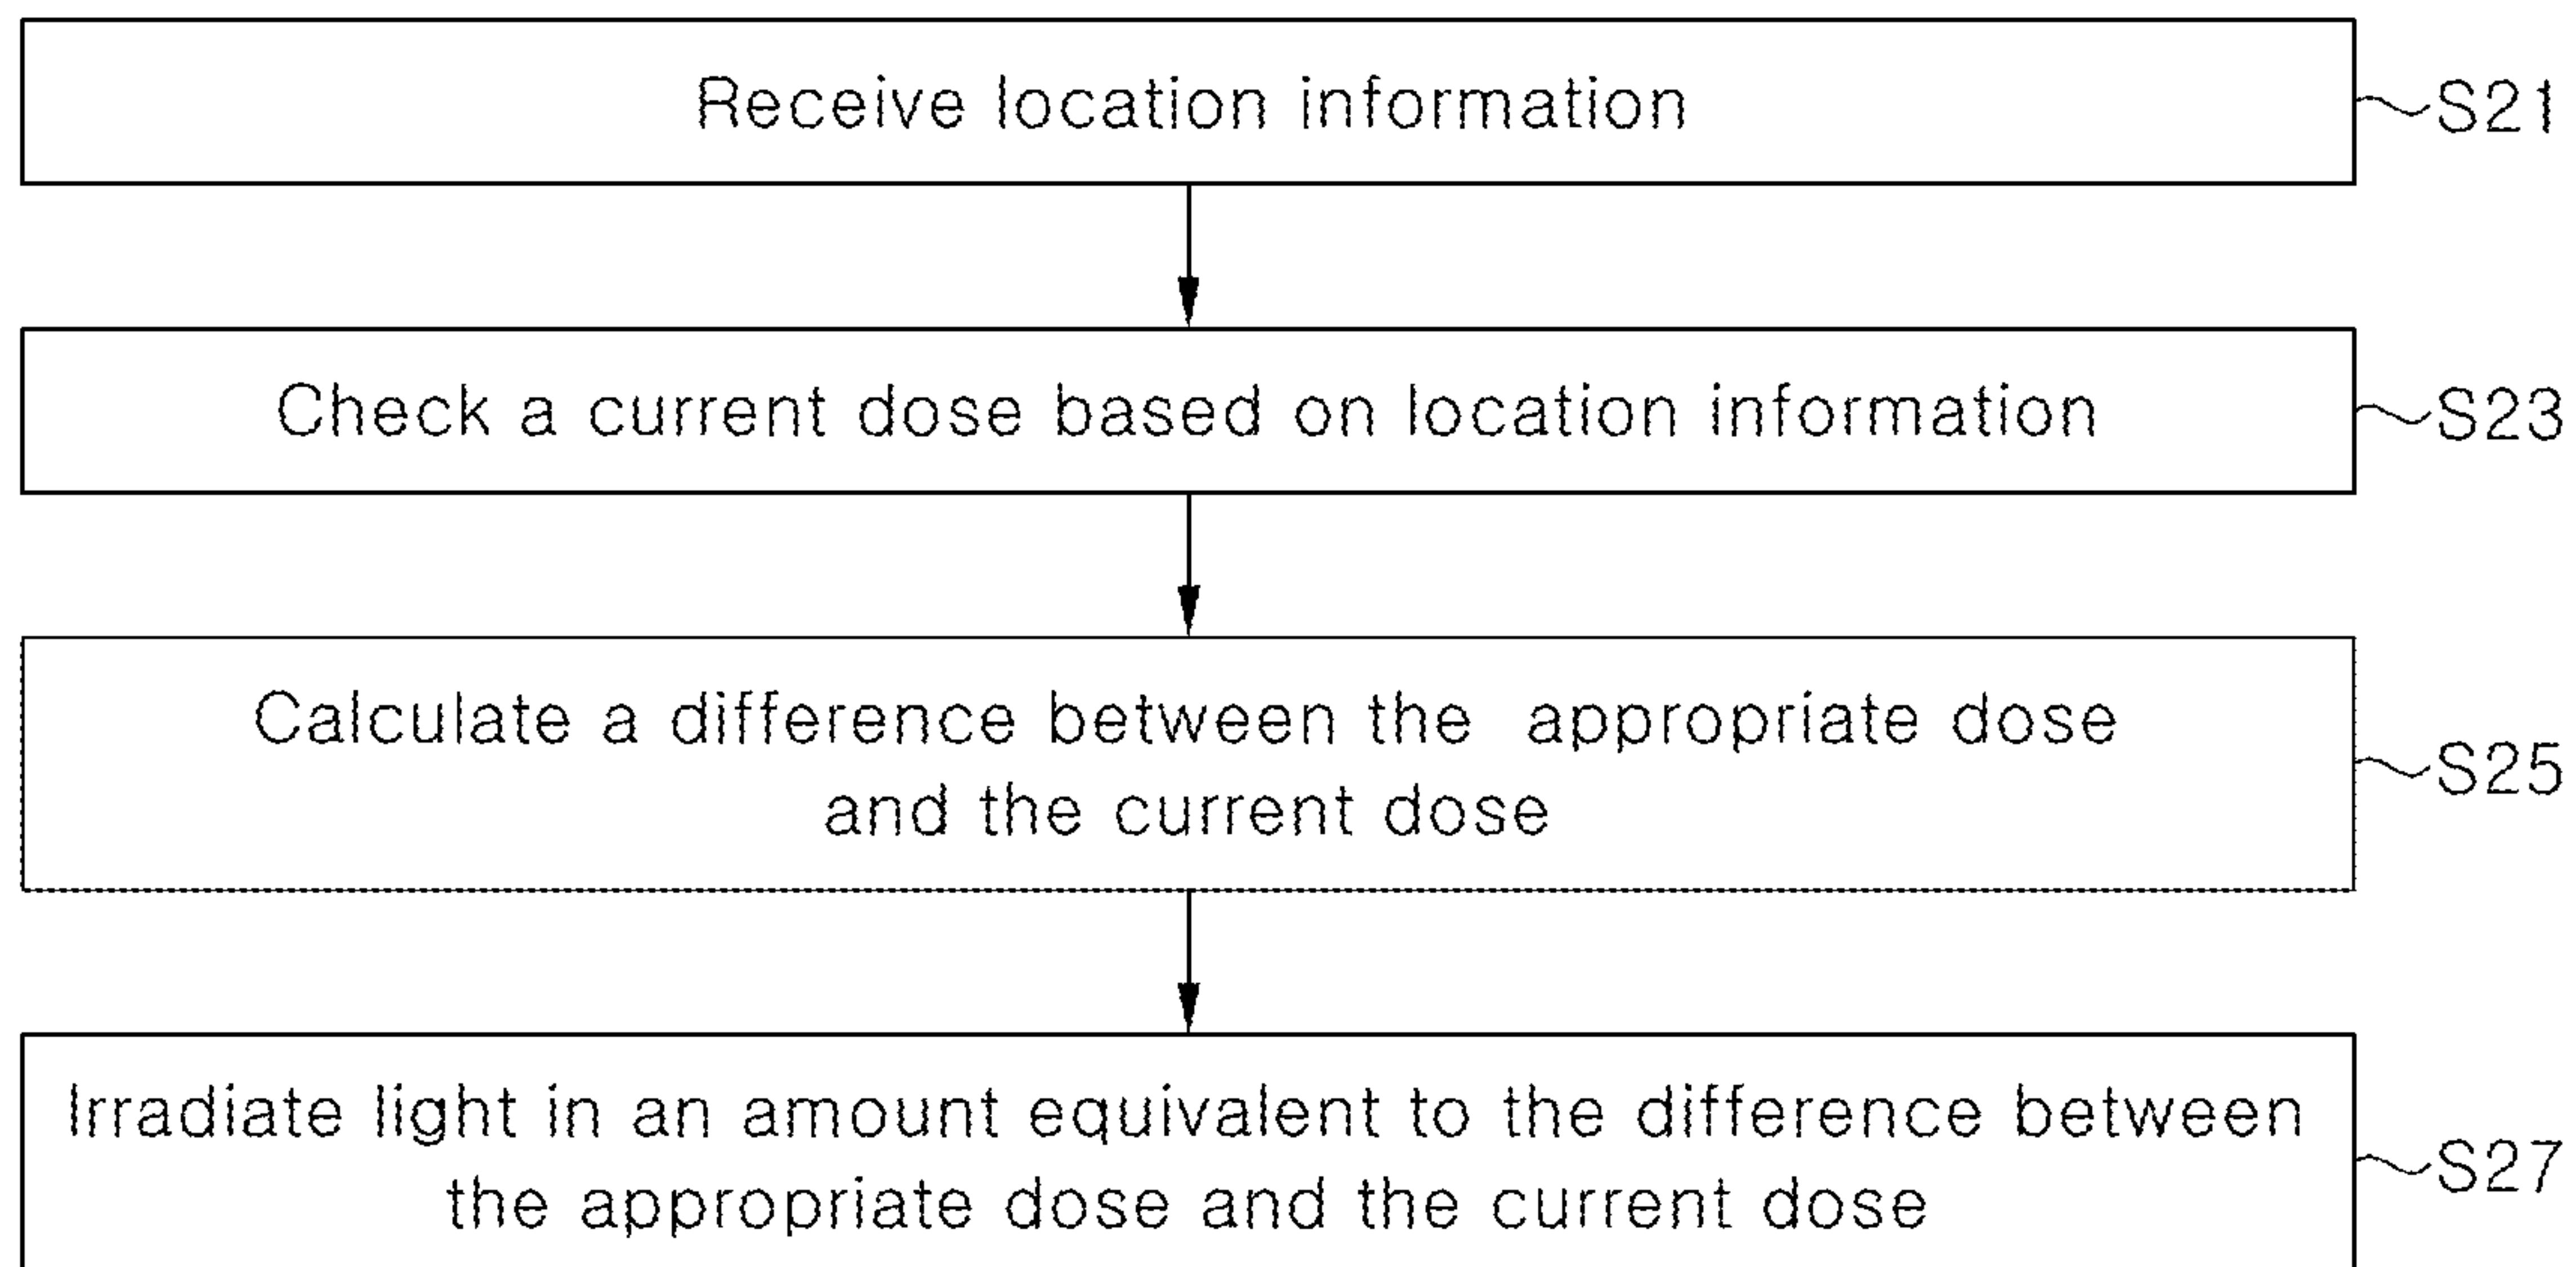 Receive location information
S21
Check a current dose based on location information
S23
Calculate a difference between the appropriate dose
and the current dose
S25
Irradiate light in an amount equivalent to the difference between
the appropriate dose and the current dose
S27